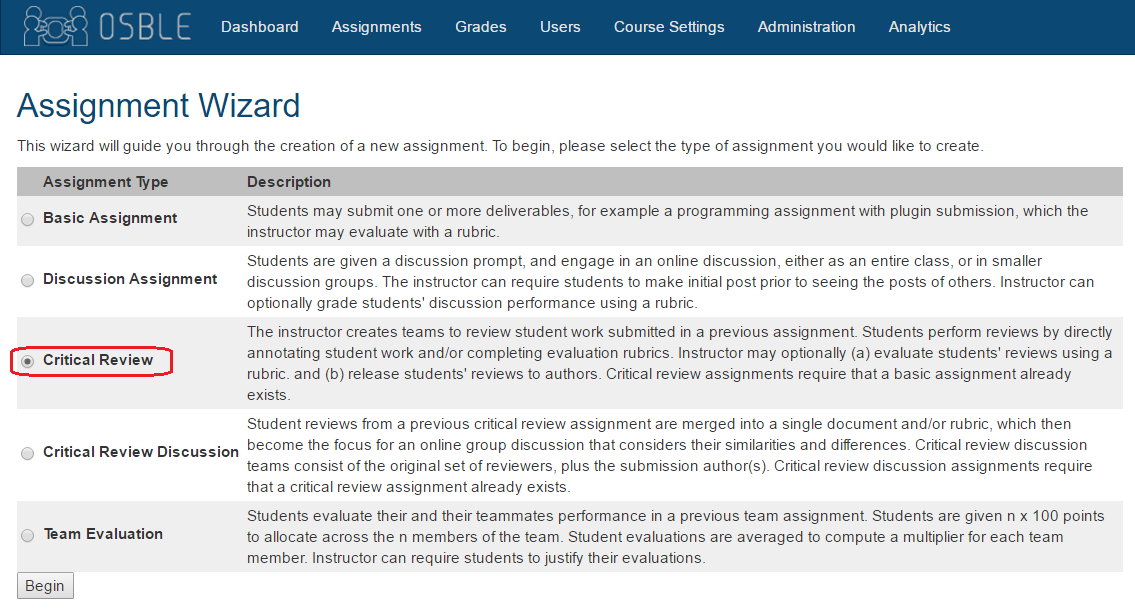 OSBLE Dashboard Assignments Grades Users Course Settings Administration Analytics
Assignment Wizard
This wizard will guide you through the creation of a new assignment. To begin, please select the type of assignment you would like to create.
Assignment Type Description
Basic Assignment
Students may submit one or more deliverables, for example a programming assignment with plugin submission, which the
instructor may evaluate with a rubric.
Discussion Assignment
Students are given a discussion prompt, and engage in an online discussion, either as an entire class, or in smaller
discussion groups. The instructor can require students to make initial post prior to seeing the posts of others. Instructor can
optionally grade students' discussion performance using a rubric.
Critical Review
The instructor creates teams to review student work submitted in a previous assignment. Students perform reviews by directly
annotating student work and/or completing evaluation rubrics. Instructor may optionally (a) evaluate students' reviews using a
rubric. and (b) release students' reviews to authors. Critical review assignments require that a basic assignment already
exists.
Critical Review Discussion
Student reviews from a previous critical review assignment are merged into a single document and/or rubric, which then
become the focus for an online group discussion that considers their similarities and differences. Critical review discussion
teams consist of the original set of reviewers, plus the submission author(s). Critical review discussion assignments require
that a critical review assignment already exists.
Team Evaluation
Students evaluate their and their teammates performance in a previous team assignment. Students are given n x 100 points
to allocate across the n members of the team. Student evaluations are averaged to compute a multiplier for each team
member. Instructor can require students to justify their evaluations.
Begin